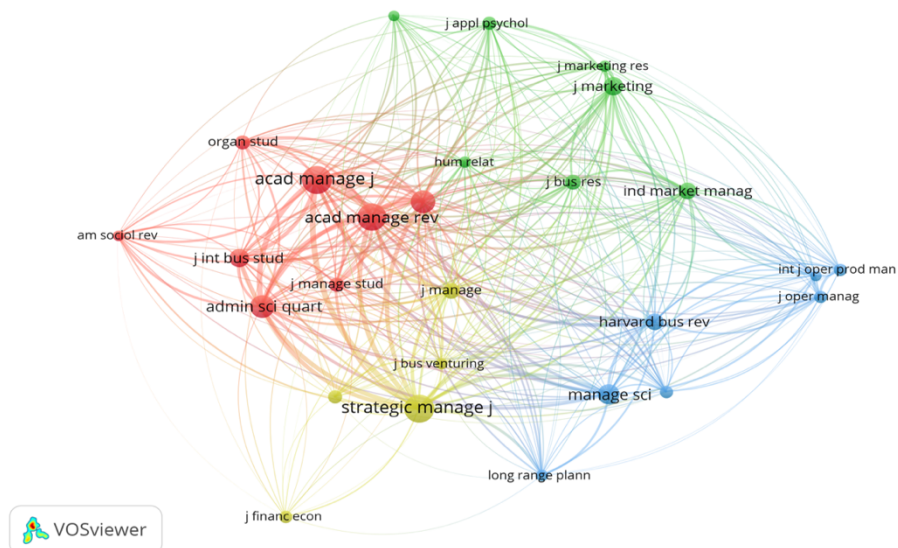 j appl psychol
j marketing res
j marketing
organ stud
hum relat
acad manage j
j bus res
ind market manag
acad manage rev
am sociol rev
j int bus stud
int j oper prod man
j manage stud
j manage
j oper manag
admin sci quart
harvard bus rev
j bus venturing
manage sci
strategic manage j
long range plann
j financ econ
VOSviewer